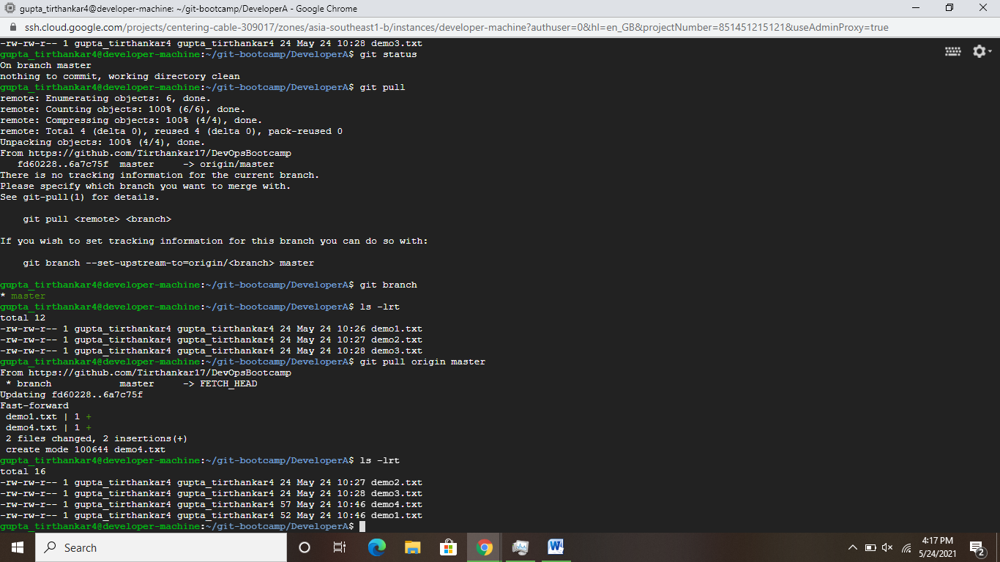 gupta_tirthankar4@developer-machine: ~/git-bootcamp/DeveloperA - Google Chrome
ssh.cloud.google.com/projects/centering-cable-309017/zones/asia-southeast1-b/instances/developer-machine?authuser=0&hl=en_GB&projectNumber=851451215121&useAdminProxy=true
-rw-rw-r-- 1 gupta_tirthankar4 gupta_tirthankar4 24 May 24 10:28 demo3.txt
gupta_tirthankar4@developer-machine:~/git-bootcamp/DeveloperA$ git status
On branch master
nothing to commit, working directory clean
gupta_tirthankar4@developer-machine:~/git-bootcamp/DeveloperA$ git pull
remote: Enumerating objects: 6, done.
remote: Counting objects: 100% (6/6), done.
remote: Compressing objects: 100% (4/4), done.
remote: Total 4 (delta 0), reused 4 (delta 0), pack-reused 0
Unpacking objects: 100% (4/4), done.
From https://github.com/Tirthankar17/DevOpsBootcamp
   fd60228..6a7c75f  master     -> origin/master
There is no tracking information for the current branch.
Please specify which branch you want to merge with.
See git-pull(1) for details.
    git pull <remote> <branch>
If you wish to set tracking information for this branch you can do so with:
    git branch --set-upstream-to=origin/<branch> master
gupta_tirthankar4@developer-machine:~/git-bootcamp/DeveloperA$ git branch
* master
gupta_tirthankar4@developer-machine:~/git-bootcamp/DeveloperA$ ls -lrt
total 12
-rw-rw-r-- 1 gupta_tirthankar4 gupta_tirthankar4 24 May 24 10:26 demo1.txt
-rw-rw-r-- 1 gupta_tirthankar4 gupta_tirthankar4 24 May 24 10:27 demo2.txt
-rw-rw-r-- 1 gupta_tirthankar4 gupta_tirthankar4 24 May 24 10:28 demo3.txt
gupta_tirthankar4@developer-machine:~/git-bootcamp/DeveloperA$ git pull origin master
From https://github.com/Tirthankar17/DevOpsBootcamp
 * branch            master     -> FETCH_HEAD
Updating fd60228..6a7c75f
Fast-forward
 demo1.txt | 1 +
 demo4.txt | 1 +
 2 files changed, 2 insertions(+)
 create mode 100644 demo4.txt
gupta_tirthankar4@developer-machine:~/git-bootcamp/DeveloperA$ ls -lrt
total 16
-rw-rw-r-- 1 gupta_tirthankar4 gupta_tirthankar4 24 May 24 10:27 demo2.txt
-rw-rw-r-- 1 gupta_tirthankar4 gupta_tirthankar4 24 May 24 10:28 demo3.txt
-rw-rw-r-- 1 gupta_tirthankar4 gupta_tirthankar4 57 May 24 10:46 demo4.txt
-rw-rw-r-- 1 gupta_tirthankar4 gupta_tirthankar4 52 May 24 10:46 demo1.txt
gupta_tirthankar4@developer-machine:~/git-bootcamp/DeveloperA$
Search
W
4:17 PM
5/24/2021
2